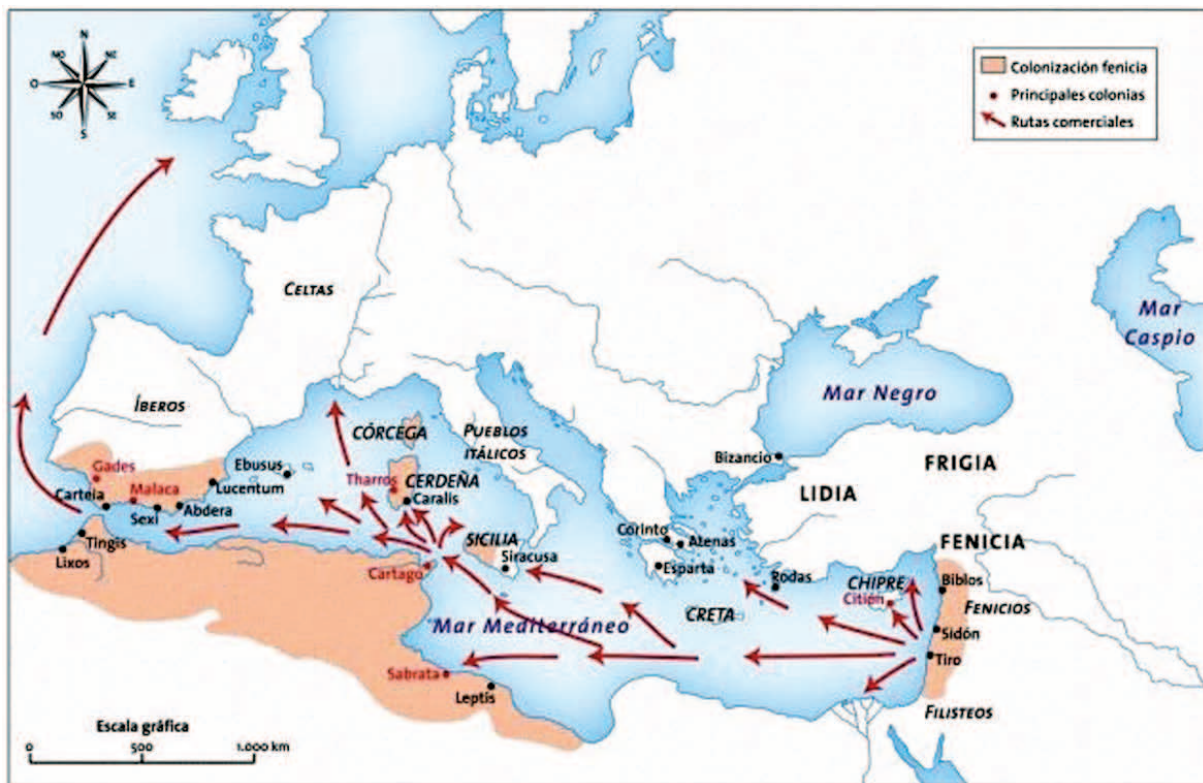 N
NO
NE
O
E
SO
SE
S
Colonización fenicia
Principales colonias
Rutas comerciales
CELTAS
Mar
Caspio
Mar Negro
ÍBEROS
CÓRCEGA
PUEBLOS
ITÁLICOS
Bizancio
FRIGIA
LIDIA
Gades
Malaca
Ebusus
Lucentum
Tharros
CERDEÑA
Caralis
Carteia
Sexi
Abdera
Tingis
Lixos
SICILIA
Siracusa
Cartago
Corinto
Atenas
Esparta
Rodas
CRETA
FENICIA
CHIPRE
Citión
Biblos
FENICIOS
Sidón
Tiro
Mar Mediterráneo
Sabrata
Leptis
FILISTEOS
Escala gráfica
0 500 1.000 km